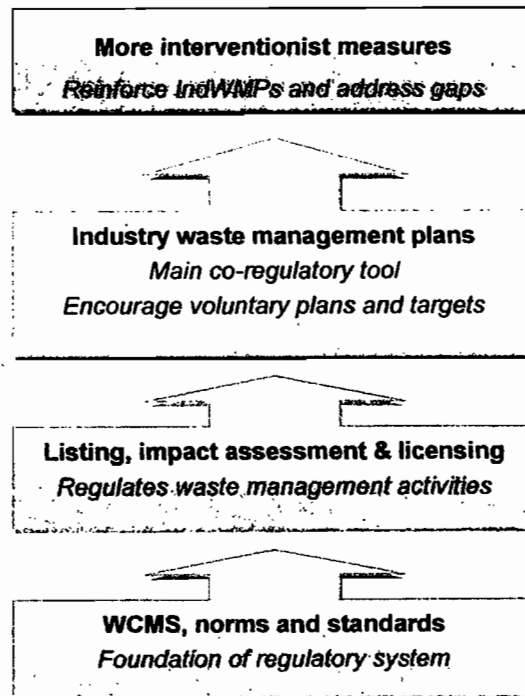 More interventionist measures
Reinforce IndWMPs and address gaps
Industry waste management plans
Main co-regulatory tool
Encourage voluntary plans and targets
Listing, impact assessment & licensing
Regulates waste management activities
WCMS, norms and standards
Foundation of regulatory system